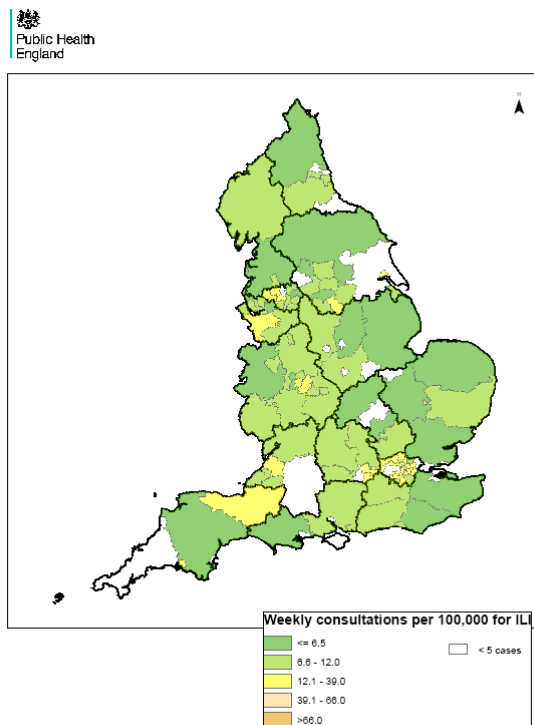 Public Health
England
Weekly consultations per 100,000 for ILI
<= 6.5
6.6 - 12.0
12.1 - 39.0
39.1 - 66.0
>66.0
< 5 cases